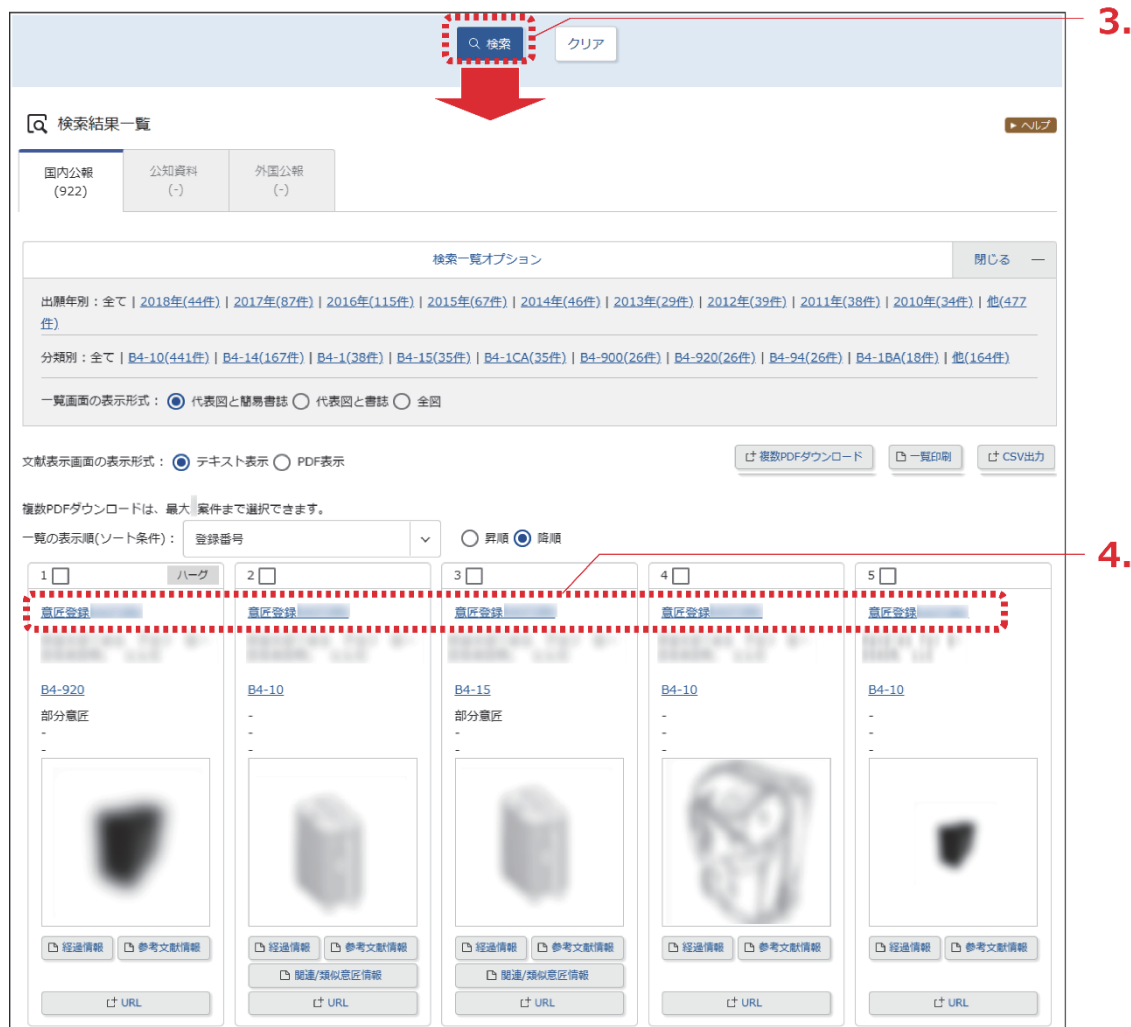 検索
クリア
3.
検索結果一覧
ヘルプ
国内公報
(922)
公知資料
(-)
外国公報
(-)
検索一覧オプション
閉じる —
出願年別：全て | 2018年(44件) | 2017年(87件) | 2016年(115件) | 2015年(67件) | 2014年(46件) | 2013年(29件) | 2012年(39件) | 2011年(38件) | 2010年(34件) | 他(477
件)
分類別：全て | B4-10(441件) | B4-14(167件) | B4-1(38件) | B4-15(35件) | B4-1CA(35件) | B4-900(26件) | B4-920(26件) | B4-94(26件) | B4-1BA(18件) | 他(164件)
一覧画面の表示形式： 代表図と簡易書誌 代表図と書誌 全図
文献表示画面の表示形式： テキスト表示 PDF表示
複数PDFダウンロード 一覧印刷 CSV出力
複数PDFダウンロードは、最大 案件まで選択できます。
一覧の表示順(ソート条件)： 登録番号 昇順 降順
4.
1 ハーグ
意匠登録
B4-920
部分意匠
-
-
経過情報 参考文献情報
URL
2
意匠登録
B4-10
-
-
-
経過情報 参考文献情報
関連/類似意匠情報
URL
3
意匠登録
B4-15
部分意匠
-
-
経過情報 参考文献情報
関連/類似意匠情報
URL
4
意匠登録
B4-10
-
-
-
経過情報 参考文献情報
URL
5
意匠登録
B4-10
-
-
-
経過情報 参考文献情報
URL